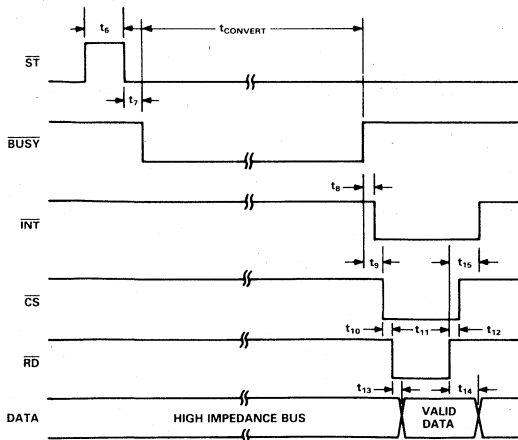 t6
tCONVERT
ST
t7
BUSY
t8
INT
t9
t15
CS
t10
t11
t12
RD
t13
t14
DATA
HIGH IMPEDANCE BUS
VALID
DATA